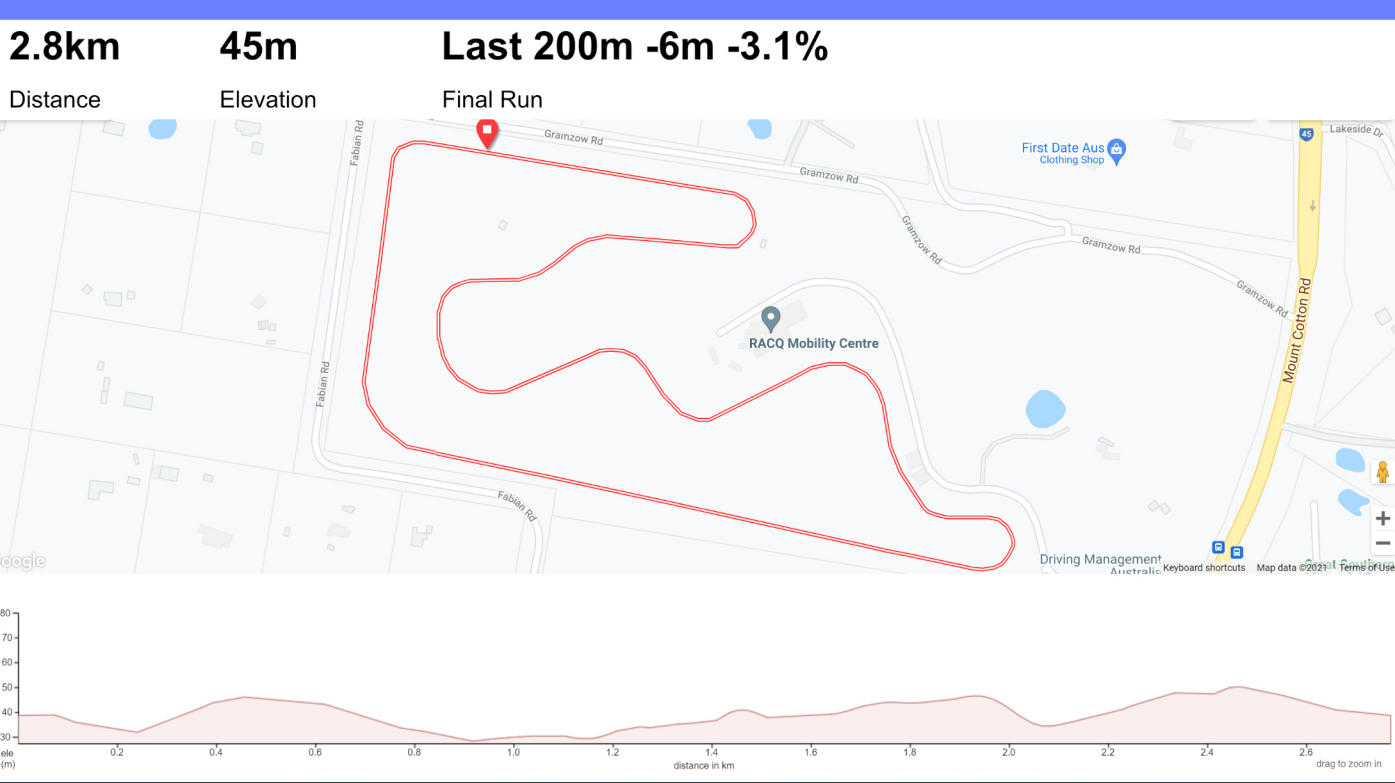 2.8km 45m Last 200m -6m -3.1%
Distance Elevation Final Run
Fabian Rd
Gramzow Rd
45
Lakeside Dr
First Date Aus
Clothing Shop
Gramzow Rd
Gramzow Rd
Gramzow Rd
Gramzow Rd
Mount Cotton Rd
RACQ Mobility Centre
Fabian Rd
Fabian Rd
oogle
Driving Management
Australia
Keyboard shortcuts Map data ©2021 Terms of Use
80
70
60
50
40
30
ele
(m)
0.2 0.4 0.6 0.8 1.0 1.2 1.4 1.6 1.8 2.0 2.2 2.4 2.6
distance in km
drag to zoom in